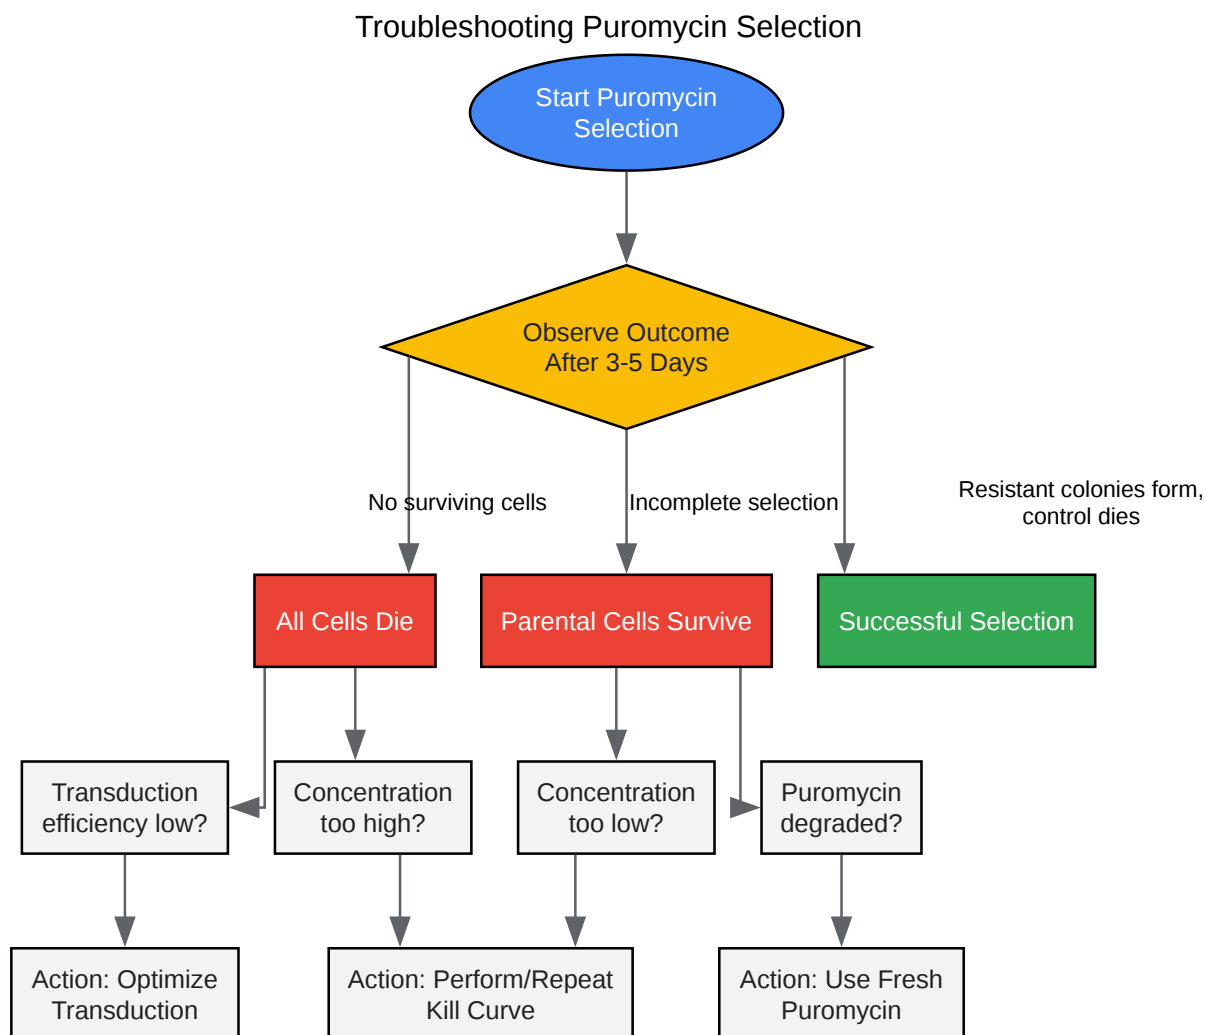 Troubleshooting Puromycin Selection
Start Puromycin
Selection
Observe Outcome
After 3-5 Days
No surviving cells
Incomplete selection
Resistant colonies form,
control dies
All Cells Die
Parental Cells Survive
Successful Selection
Transduction
efficiency low?
Concentration
too high?
Concentration
too low?
Puromycin
degraded?
Action: Optimize
Transduction
Action: Perform/Repeat
Kill Curve
Action: Use Fresh
Puromycin